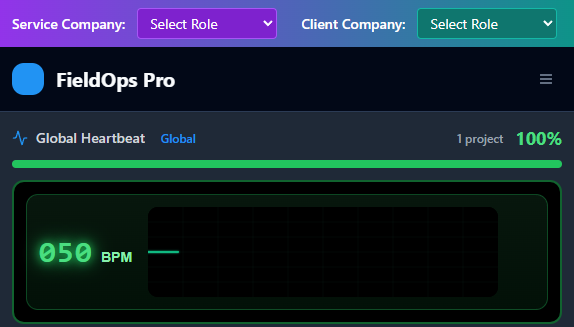 Service Company: Select Role Client Company: Select Role
FieldOps Pro
Global Heartbeat Global 1 project 100%
050 BPM